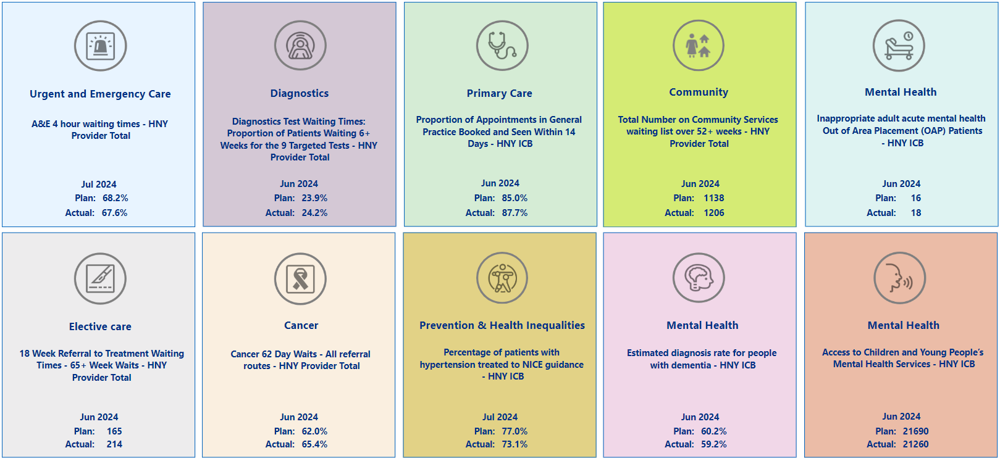 Urgent and Emergency Care
A&E 4 hour waiting times - HNY
Provider Total
Jul 2024
Plan: 68.2%
Actual: 67.6%
Diagnostics
Diagnostics Test Waiting Times:
Proportion of Patients Waiting 6+
Weeks for the 9 Targeted Tests - HNY
Provider Total
Jun 2024
Plan: 23.9%
Actual: 24.2%
Primary Care
Proportion of Appointments in General
Practice Booked and Seen Within 14
Days - HNY ICB
Jun 2024
Plan: 85.0%
Actual: 87.7%
Community
Total Number on Community Services
waiting list over 52+ weeks - HNY
Provider Total
Jun 2024
Plan: 1138
Actual: 1206
Mental Health
Inappropriate adult acute mental health
Out of Area Placement (OAP) Patients
- HNY ICB
Jun 2024
Plan: 16
Actual: 18
Elective care
18 Week Referral to Treatment Waiting
Times - 65+ Week Waits - HNY
Provider Total
Jun 2024
Plan: 165
Actual: 214
Cancer
Cancer 62 Day Waits - All referral
routes - HNY Provider Total
Jun 2024
Plan: 62.0%
Actual: 65.4%
Prevention & Health Inequalities
Percentage of patients with
hypertension treated to NICE guidance
- HNY ICB
Jul 2024
Plan: 77.0%
Actual: 73.1%
Mental Health
Estimated diagnosis rate for people
with dementia - HNY ICB
Jun 2024
Plan: 60.2%
Actual: 59.2%
Mental Health
Access to Children and Young People’s
Mental Health Services - HNY ICB
Jun 2024
Plan: 21690
Actual: 21260